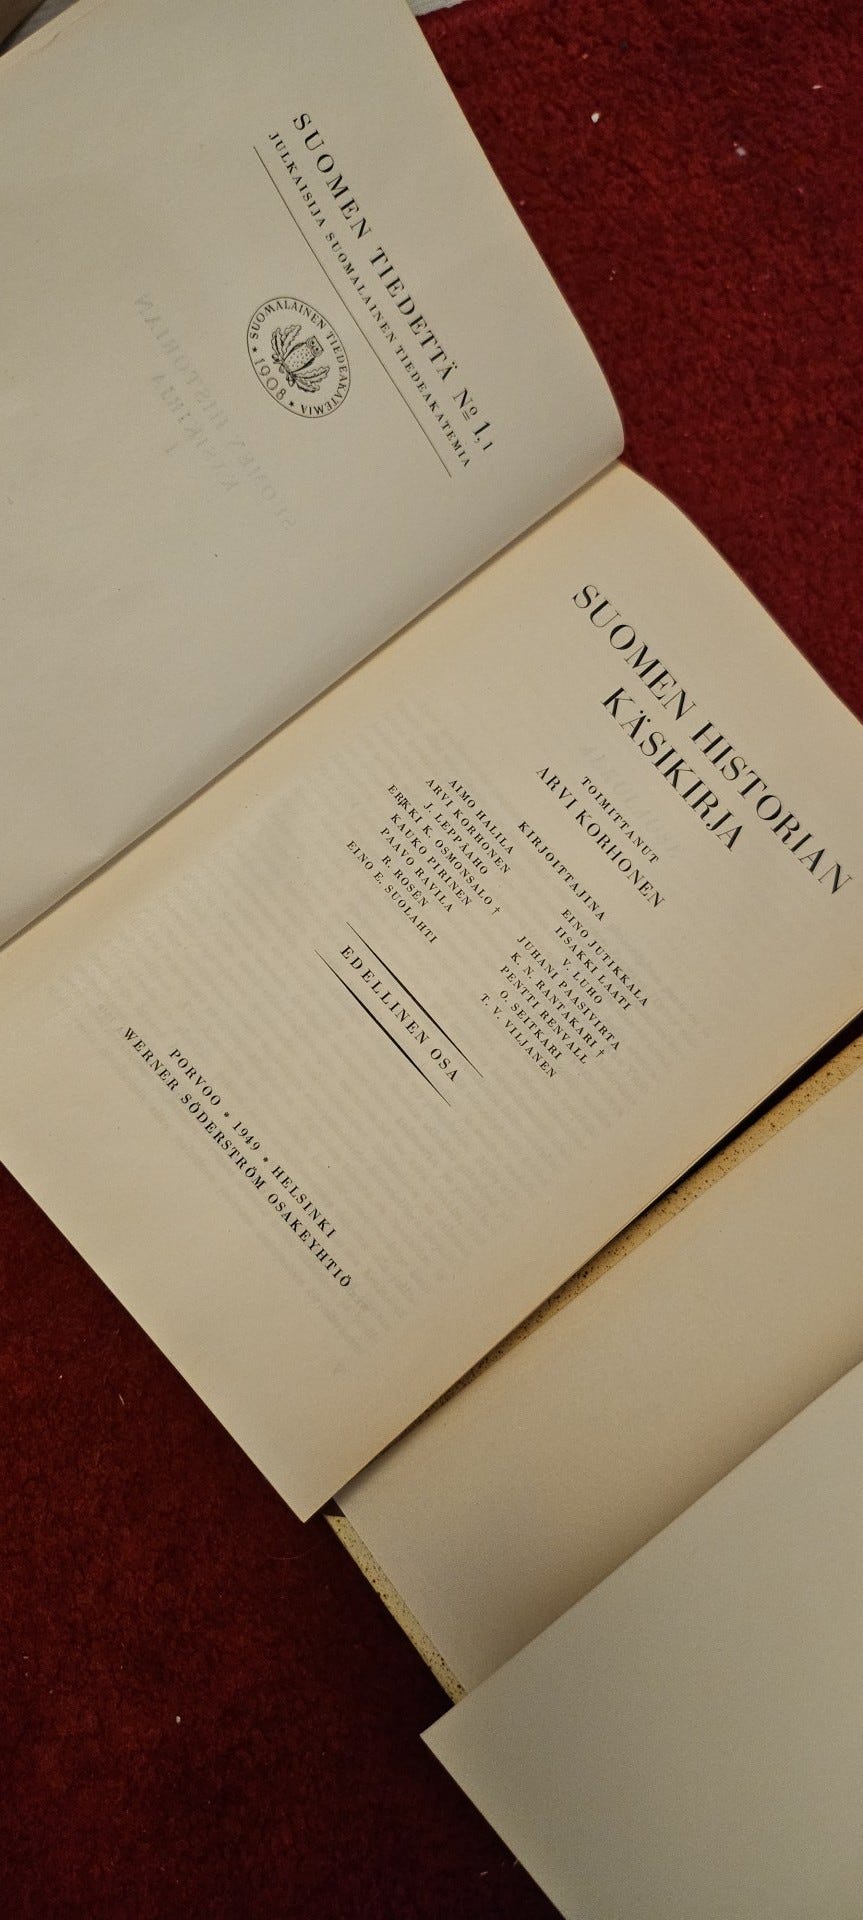 SUOMEN TIEDETTÄ Nº 1,1
JULKAISIJA SUOMALAINEN TIEDEAKATEMIA
SUOMALAINEN TIEDEAKATEMIA
1908
SUOMEN HISTORIAN
KÄSIKIRJA
TOIMITTANUT
ARVI KORHONEN
KIRJOITTAJINA
AIMO HALILA
ARVI KORHONEN
J. LEPPÄAHO
ERKKI K. OSMONSALO †
KAUKO PIRINEN
PAAVO RAVILA
R. ROSÉN
EINO E. SUOLAHTI
EINO JUTIKKALA
IISAKKI LAATI
V. LUHO
JUHANI PAASIVIRTA
K. N. RANTAKARI †
PENTTI RENVALL
O. SEITKARI
T. V. VILJANEN
EDELLINEN OSA
PORVOO * 1949 * HELSINKI
WERNER SÖDERSTRÖM OSAKEYHTIÖ